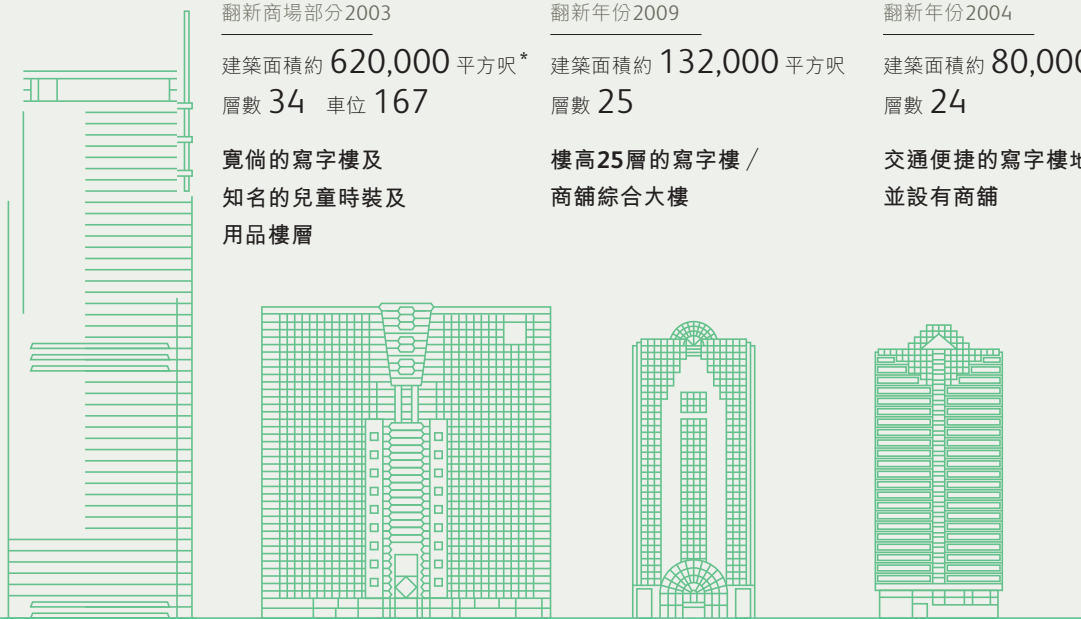 翻新商場部分2003
建築面積約 620,000 平方呎*
層數 34 車位 167
寬倘的寫字樓及
知名的兒童時裝及
用品樓層
翻新年份2009
建築面積約 132,000 平方呎
層數 25
樓高25層的寫字樓 /
商舖綜合大樓
翻新年份2004
建築面積約 80,000
層數 24
交通便捷的寫字樓
並設有商舖